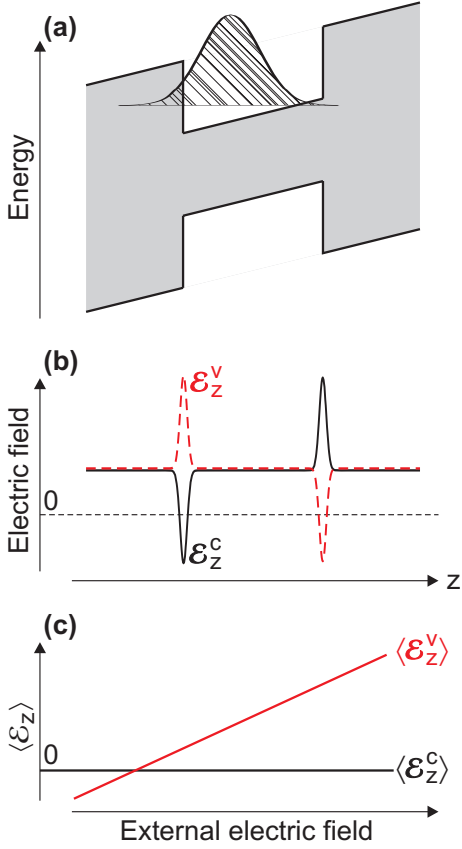 (a)
Energy
(b)
Electric field
0
ℰ_z^v
ℰ_z^c
z
(c)
⟨ℰ_z⟩
0
⟨ℰ_z^v⟩
⟨ℰ_z^c⟩
External electric field